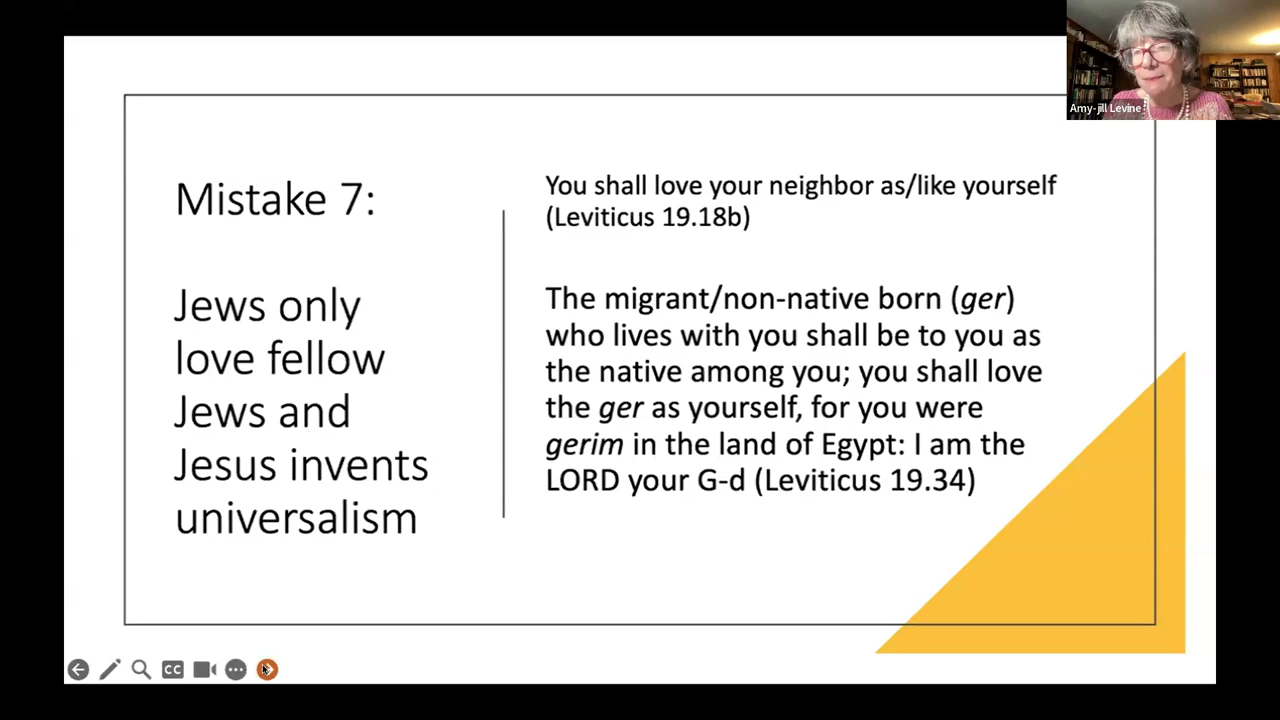 Amy-jill Levine
Mistake 7:
Jews only
love fellow
Jews and
Jesus invents
universalism
You shall love your neighbor as/like yourself
(Leviticus 19.18b)
The migrant/non-native born (ger)
who lives with you shall be to you as
the native among you; you shall love
the ger as yourself, for you were
gerim in the land of Egypt: I am the
LORD your G-d (Leviticus 19.34)
CC